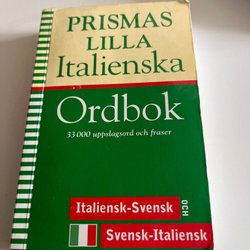 PRISMAS
LILLA
Italienska
Ordbok
33 000 uppslagsord och fraser
Italiensk-Svensk
OCH
Svensk-Italiensk